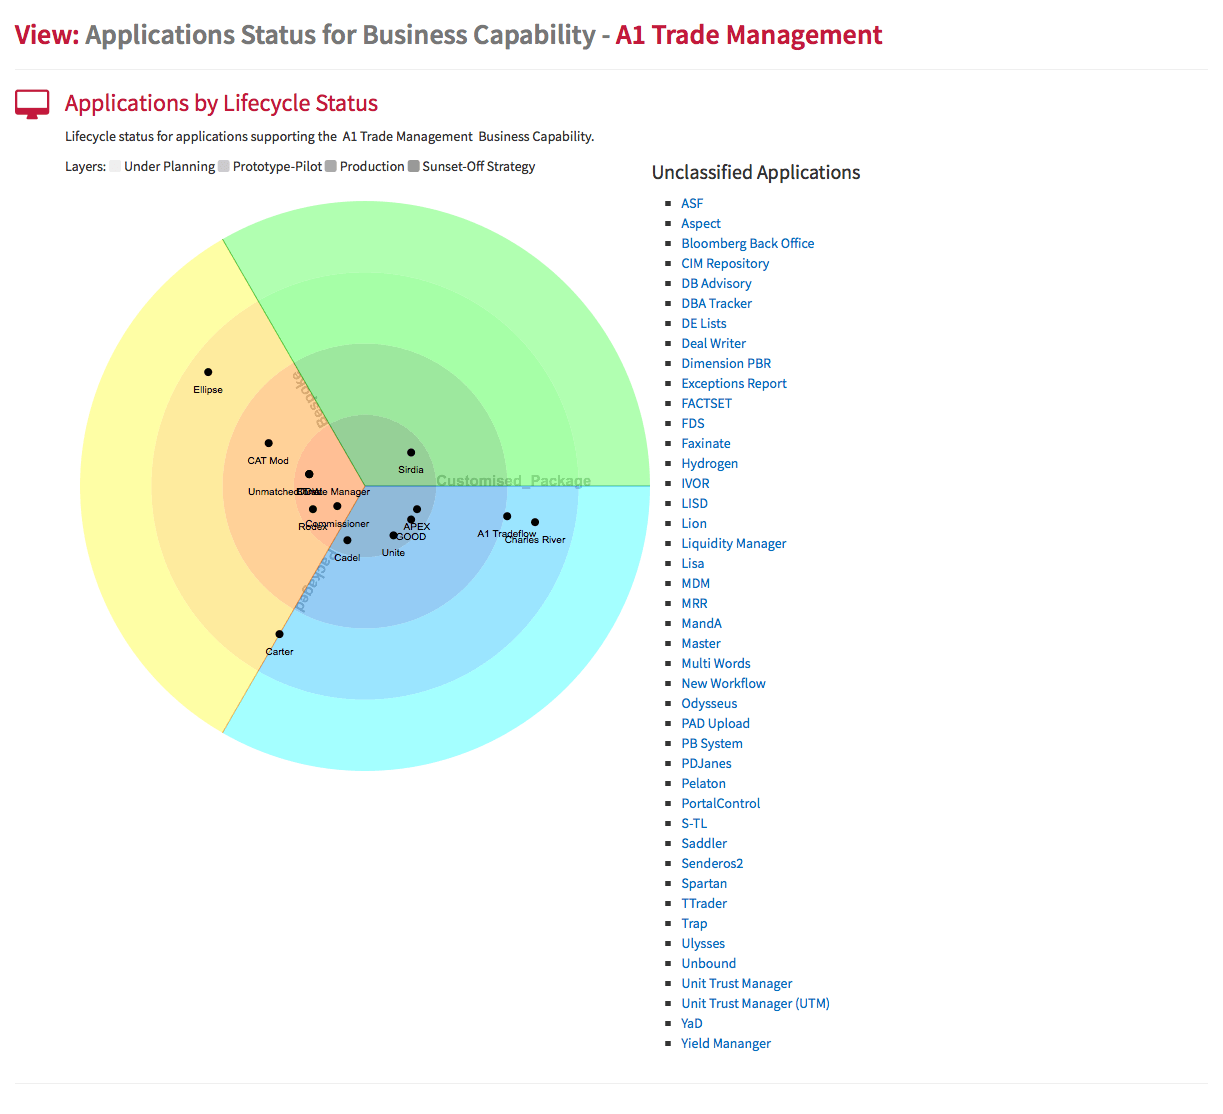 View: Applications Status for Business Capability - A1 Trade Management
Applications by Lifecycle Status
Lifecycle status for applications supporting the A1 Trade Management Business Capability.
Layers: Under Planning Prototype-Pilot Production Sunset-Off Strategy
Bespoke
Ellipse
CAT Mod
Sirdia
Customised_Package
Unmatched
Manager
Commissioner
Rodex
APEX
GOOD
A1 Tradeflow
Charles River
Unite
Cadel
Packaged
Carter
Unclassified Applications
ASF
Aspect
Bloomberg Back Office
CIM Repository
DB Advisory
DBA Tracker
DE Lists
Deal Writer
Dimension PBR
Exceptions Report
FACTSET
FDS
Faxinate
Hydrogen
IVOR
LISD
Lion
Liquidity Manager
Lisa
MDM
MRR
MandA
Master
Multi Words
New Workflow
Odysseus
PAD Upload
PB System
PDJanes
Pelaton
PortalControl
S-TL
Saddler
Senderos2
Spartan
TTrader
Trap
Ulysses
Unbound
Unit Trust Manager
Unit Trust Manager (UTM)
YaD
Yield Mananger